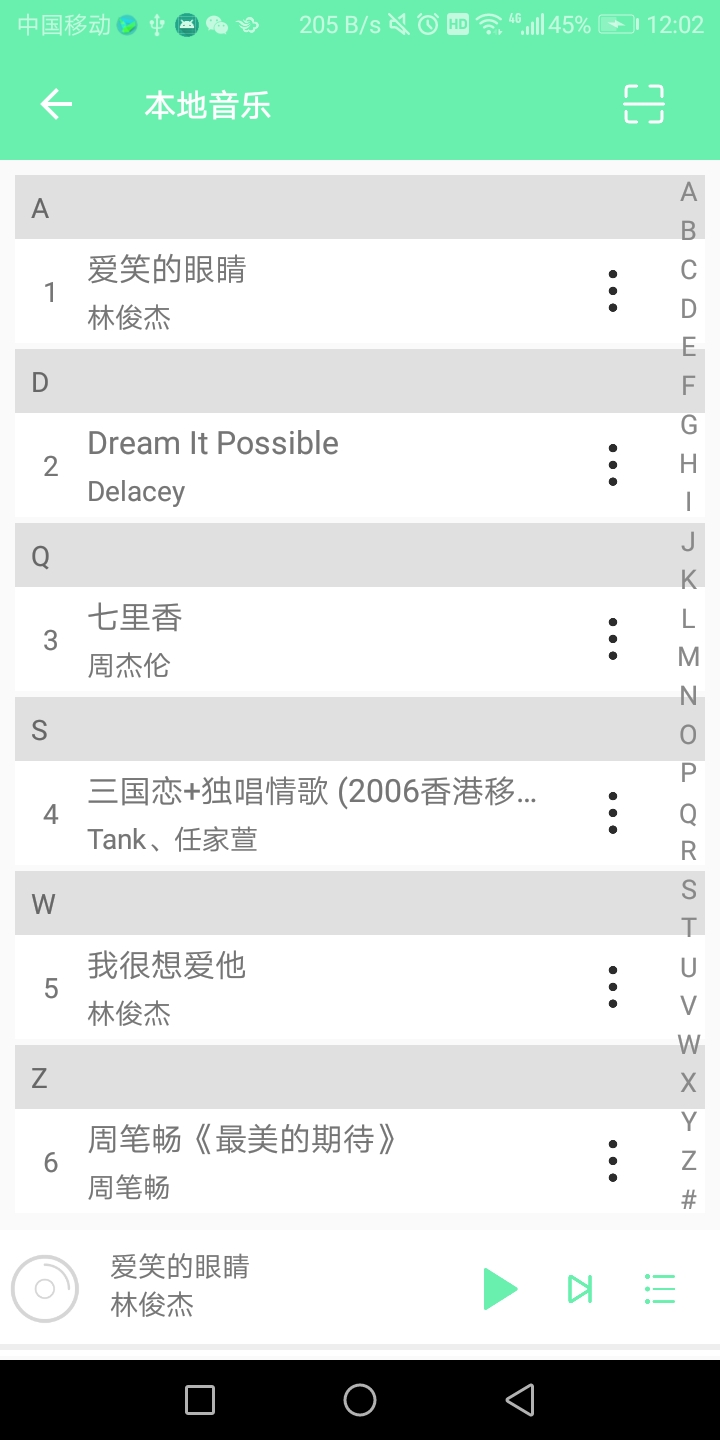 中国移动 205 B/s HD 4G 45% 12:02
本地音乐
A
1
爱笑的眼睛
林俊杰
D
2
Dream It Possible
Delacey
Q
3
七里香
周杰伦
S
4
三国恋+独唱情歌 (2006香港移...
Tank、任家萱
W
5
我很想爱他
林俊杰
Z
6
周笔畅《最美的期待》
周笔畅
A
B
C
D
E
F
G
H
I
J
K
L
M
N
O
P
Q
R
S
T
U
V
W
X
Y
Z
#
爱笑的眼睛
林俊杰